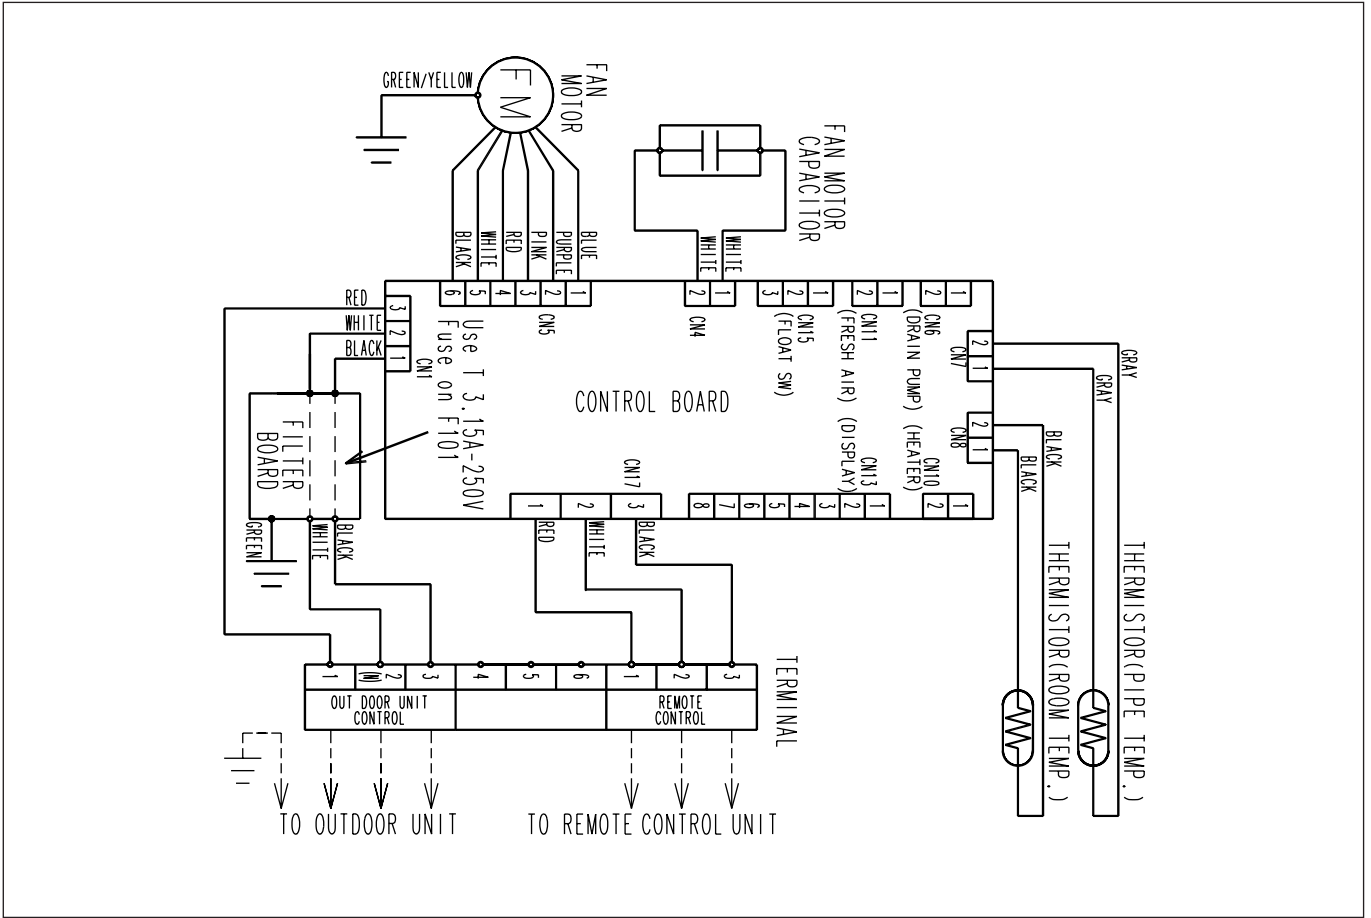 GREEN/YELLOW
FM
FAN
MOTOR
FAN MOTOR
CAPACITOR
BLACK
WHITE
RED
PINK
PURPLE
BLUE
WHITE
WHITE
6
5
4
3
2
1
CN5
2
1
CN4
3
2
1
CN15
(FLOAT SW)
2
1
CN11
(FRESH AIR)
2
1
CN6
(DRAIN PUMP)
RED
WHITE
BLACK
3
2
1
CN1
Use T 3.15A-250V
Fuse on F101
CONTROL BOARD
2
1
CN7
GRAY
GRAY
2
1
CN8
BLACK
BLACK
FILTER
BOARD
CN17
1
2
3
(DISPLAY)
CN13
8
7
6
5
4
3
2
1
(HEATER)
CN10
2
1
GREEN
WHITE
BLACK
RED
WHITE
BLACK
THERMISTOR(ROOM TEMP.)
THERMISTOR(PIPE TEMP.)
TERMINAL
1
(N) 2
3
4
5
6
1
2
3
OUT DOOR UNIT
CONTROL
REMOTE
CONTROL
TO OUTDOOR UNIT
TO REMOTE CONTROL UNIT